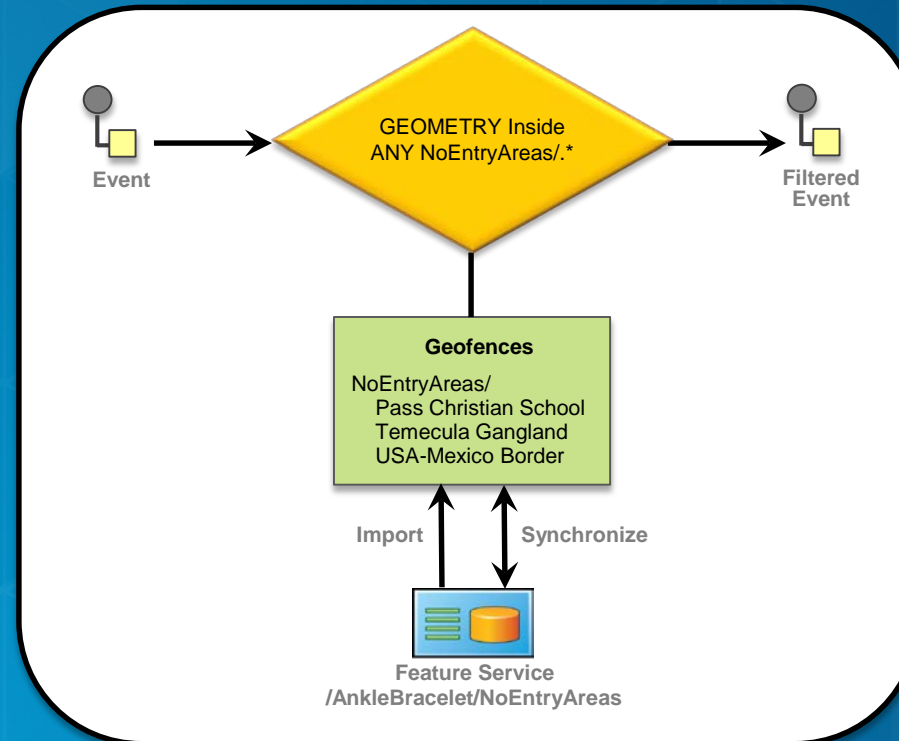 GEOMETRY Inside
ANY NoEntryAreas/.*
Event
Filtered
Event
Geofences
NoEntryAreas/
Pass Christian School
Temecula Gangland
USA-Mexico Border
Import
Synchronize
Feature Service
/AnkleBracelet/NoEntryAreas